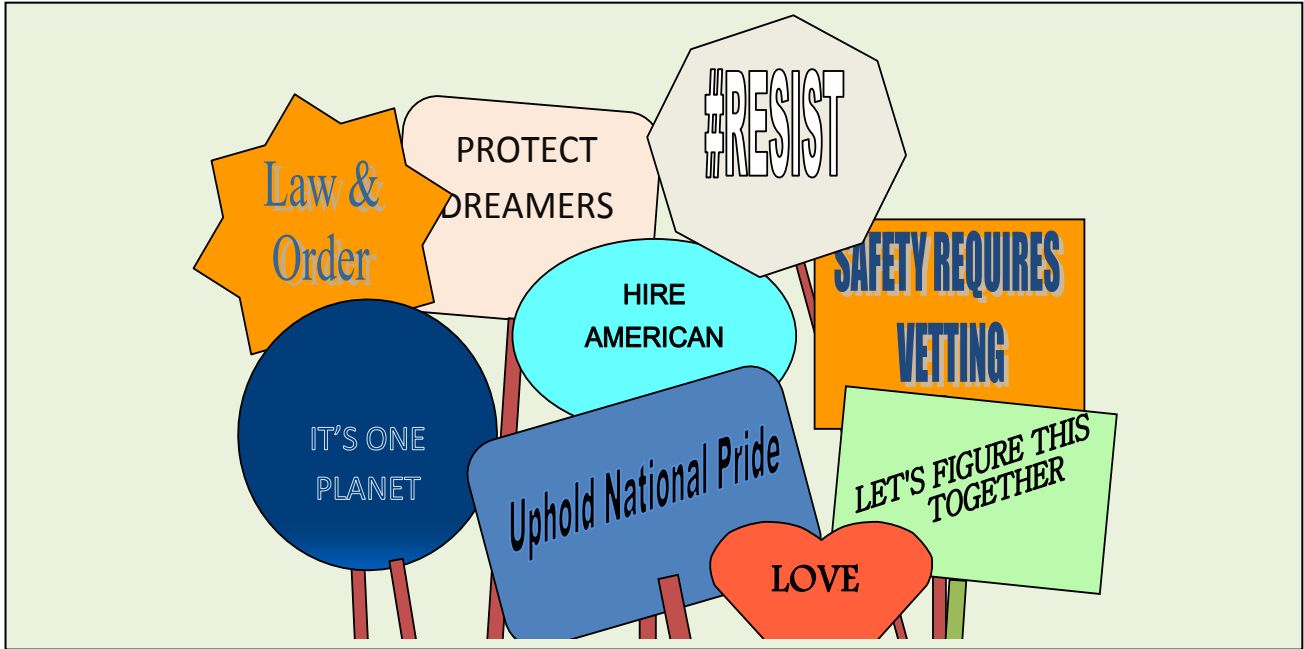 #RESIST
PROTECT
DREAMERS
Law &
Order
SAFETY REQUIRES
VETTING
HIRE
AMERICAN
IT'S ONE
PLANET
Uphold National Pride
LET'S FIGURE THIS
TOGETHER
LOVE